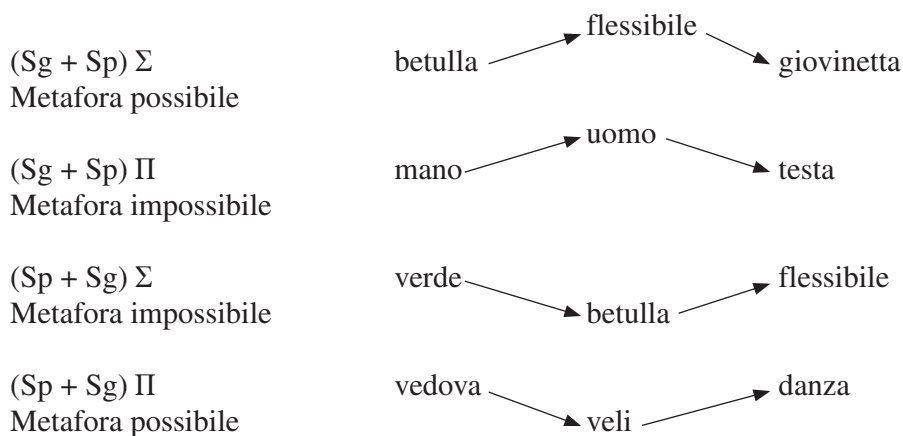 flessibile
(Sg + Sp) Σ betulla giovinetta
Metafora possibile
uomo
(Sg + Sp) Π mano testa
Metafora impossibile
(Sp + Sg) Σ verde flessibile
Metafora impossibile betulla
(Sp + Sg) Π vedova danza
Metafora possibile veli